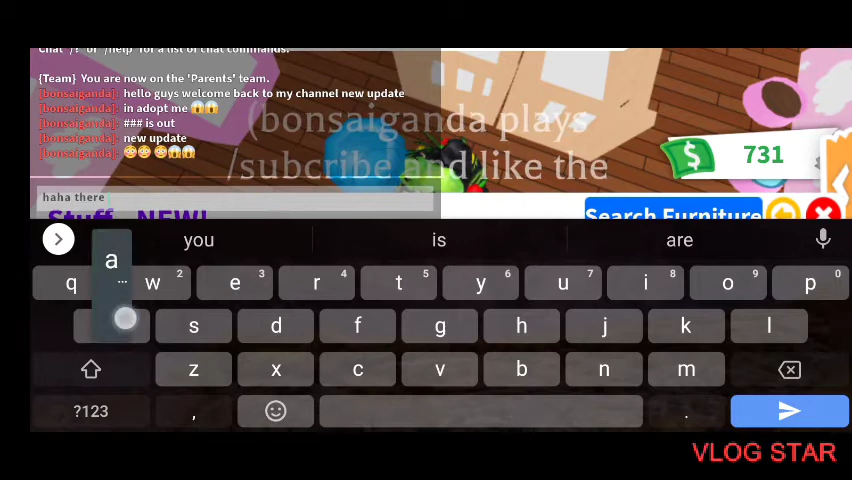 Chat '/?' or '/help' for a list of chat commands.
{Team} You are now on the 'Parents' team.
[bonsaiganda]: hello guys welcome back to my channel new update
[bonsaiganda]: in adopt me 😱😱
[bonsaiganda]: ### is out
[bonsaiganda]: new update
[bonsaiganda]: 😳😳 😳😱😱
(bonsaiganda plays
/subcribe and like the
731
haha there
Stuff NEW!
Search Furniture
you is are
a
q w 2 e 3 r 4 t 5 y 6 u 7 i 8 o 9 p 0
s d f g h j k l
z x c v b n m
?123 , .
VLOG STAR